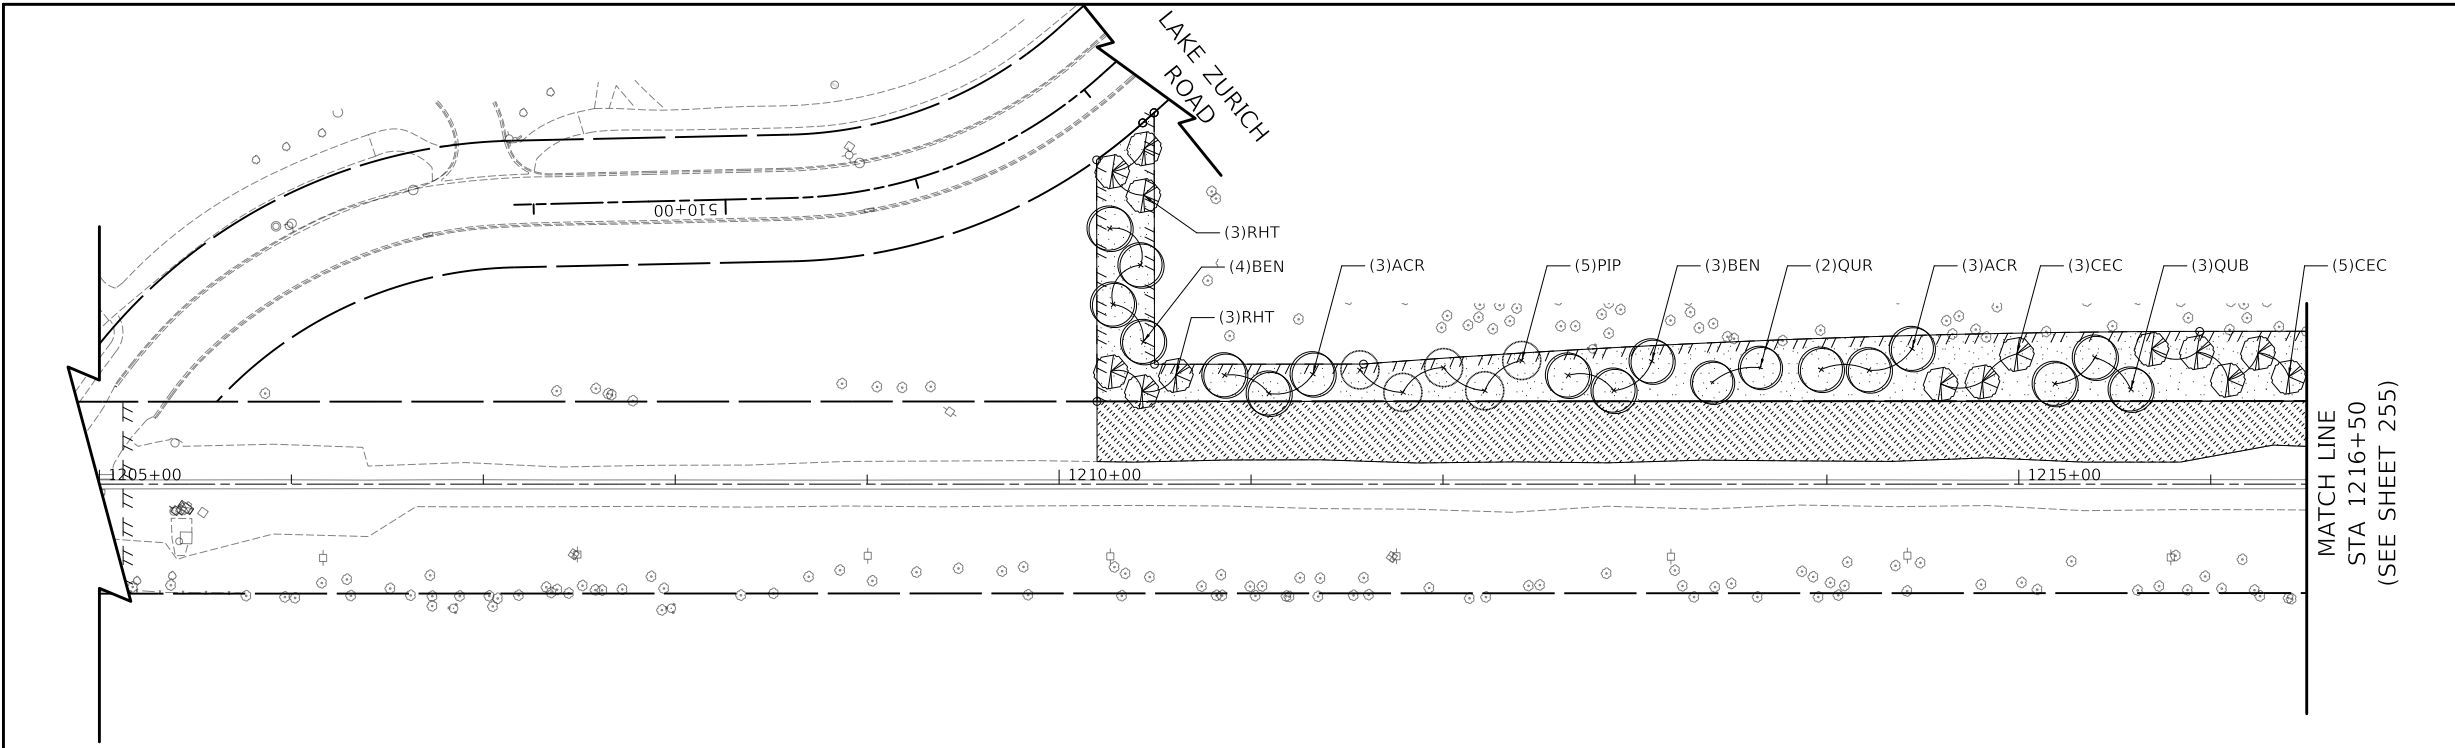 LAKE ZURICH
ROAD
510+00
(3)RHT
(4)BEN
(3)ACR
(5)PIP
(3)BEN
(2)QUR
(3)ACR
(3)CEC
(3)QUB
(5)CEC
(3)RHT
1205+00
1210+00
1215+00
MATCH LINE
STA 1216+50
(SEE SHEET 255)